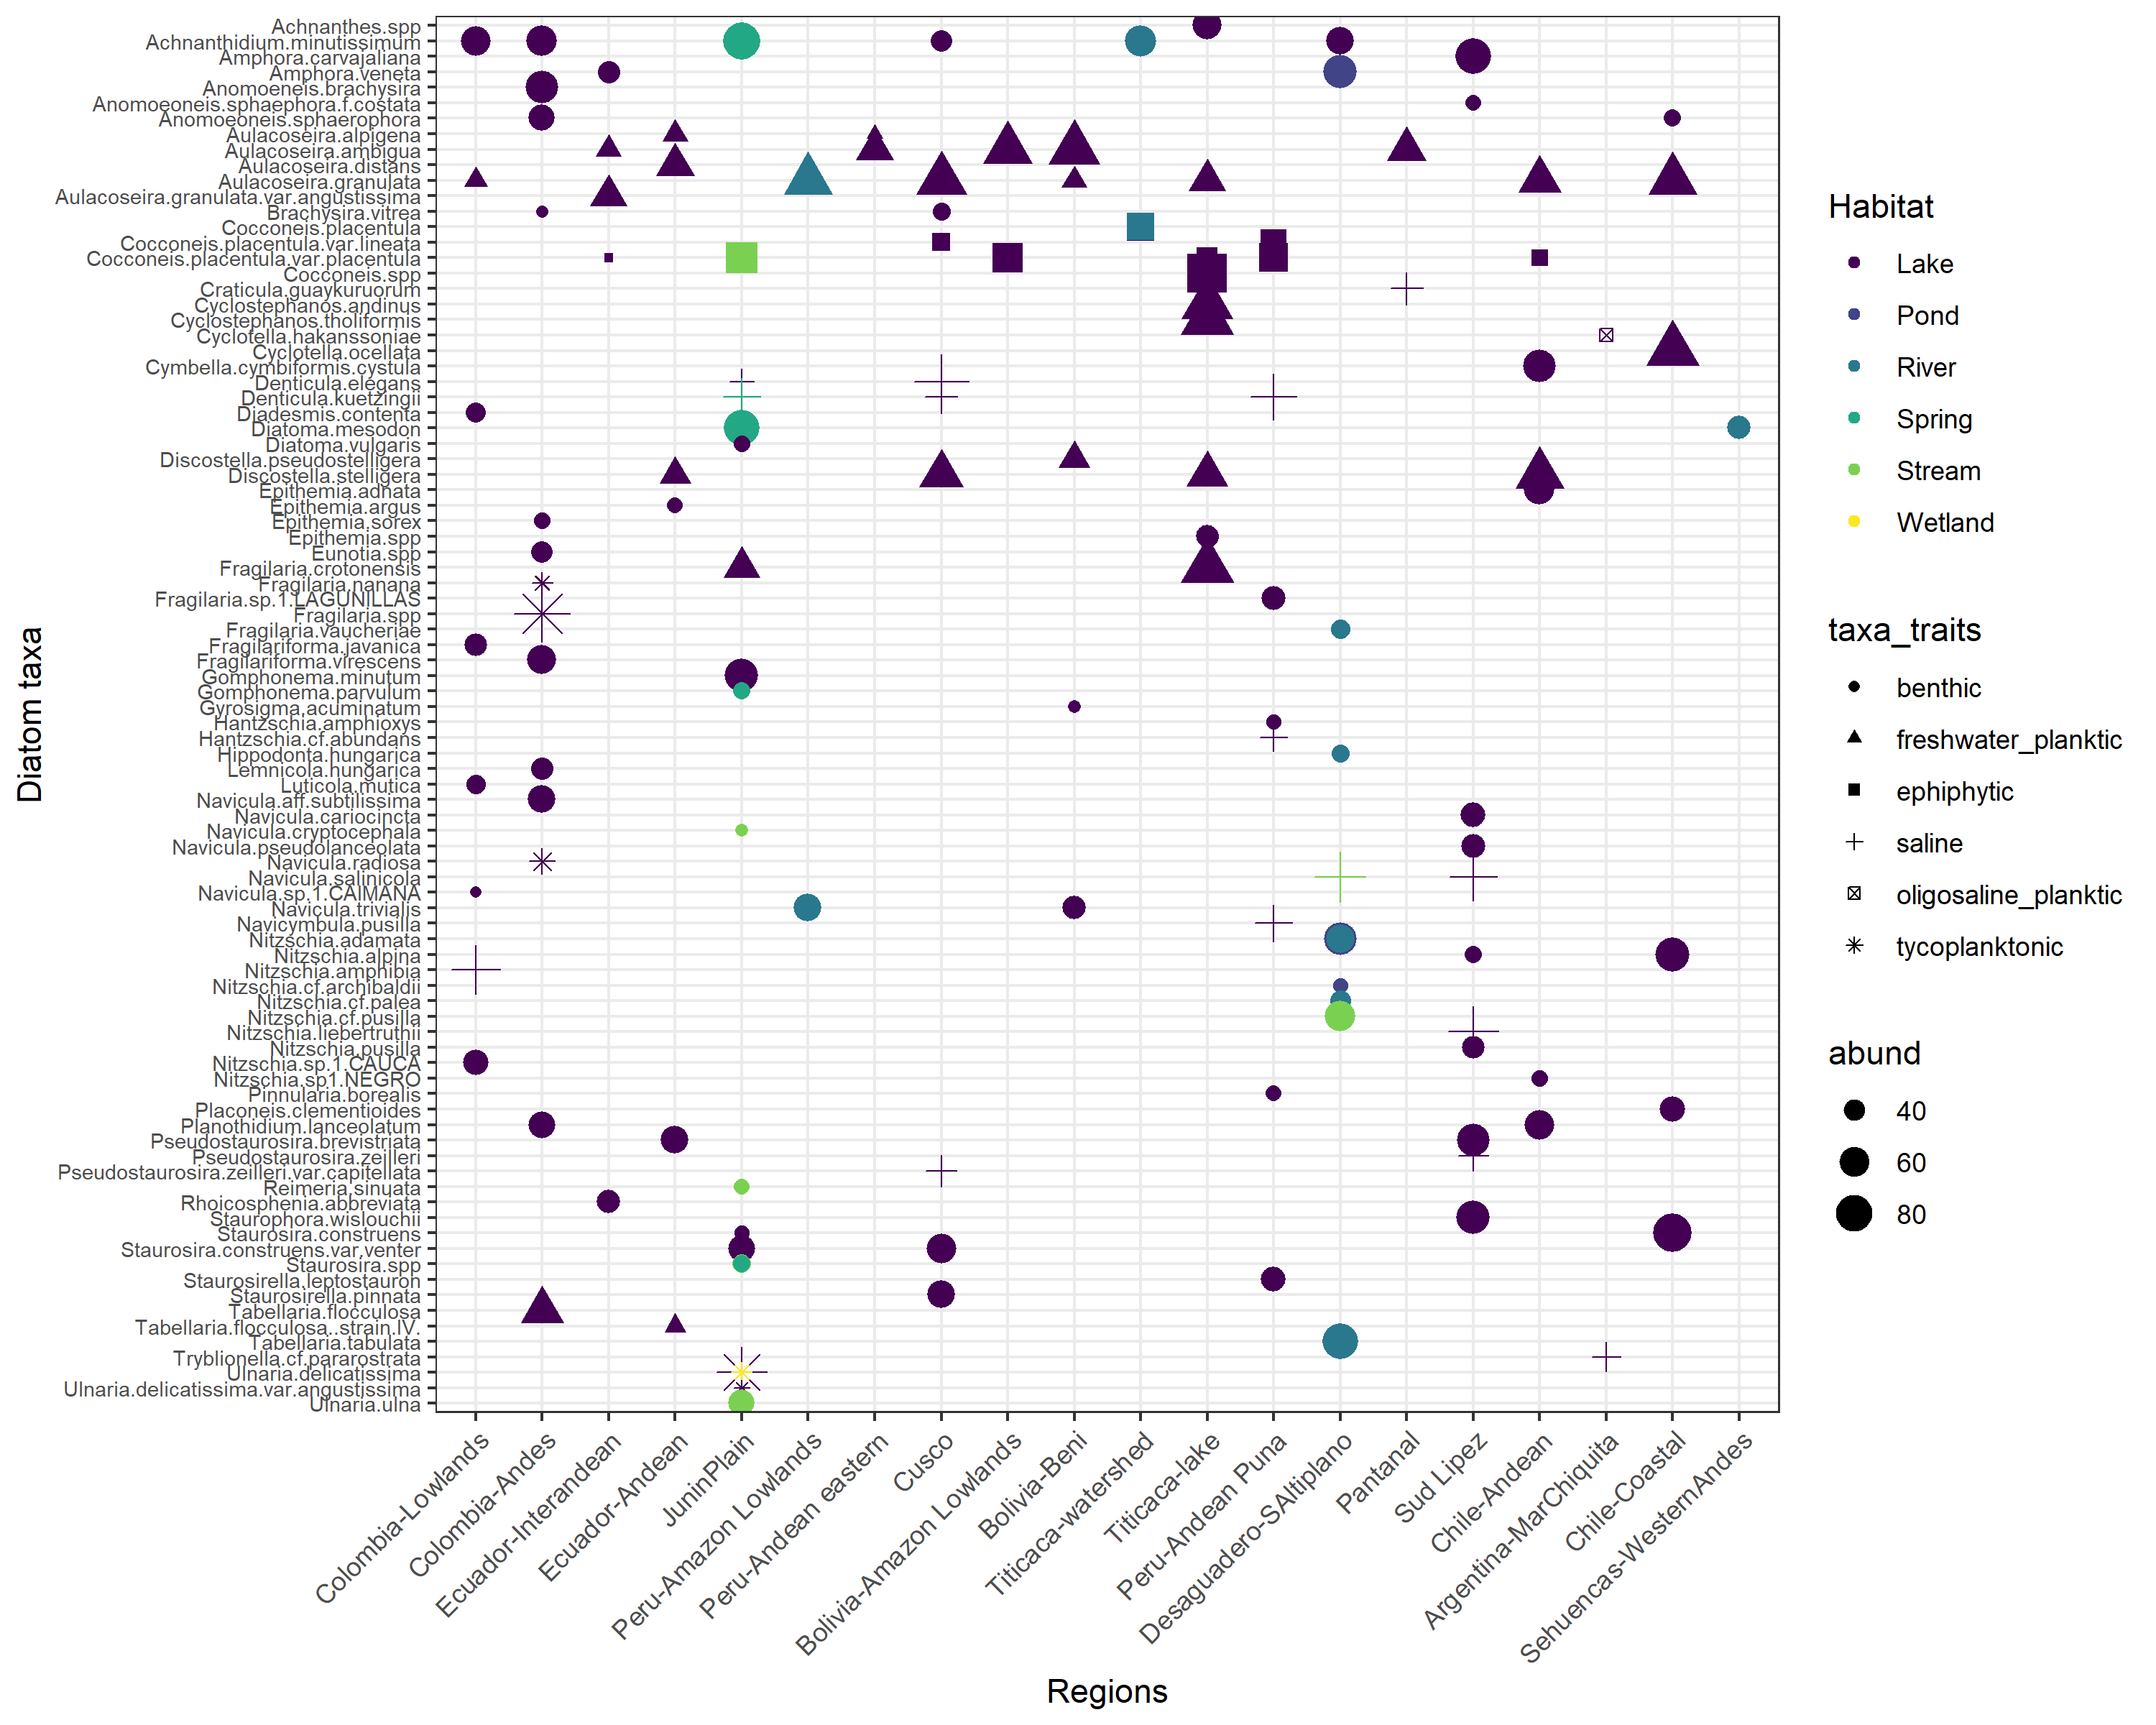 Diatom taxa
Achnanthes.spp
Achnanthidium.minutissimum
Amphora.carvajaliana
Amphora.veneta
Anomoeneis.brachysira
Anomoeoneis.sphaephora.f.costata
Anomoeoneis.sphaerophora
Aulacoseira.alpigena
Aulacoseira.ambigua
Aulacoseira.distans
Aulacoseira.granulata
Aulacoseira.granulata.var.angustissima
Brachysira.vitrea
Cocconeis.placentula
Cocconeis.placentula.var.lineata
Cocconeis.placentula.var.placentula
Cocconeis.spp
Craticula.guaykuruorum
Cyclostephanos.andinus
Cyclostephanos.tholiformis
Cyclotella.hakanssoniae
Cyclotella.ocellata
Cymbella.cymbiformis.cystula
Denticula.elegans
Denticula.kuetzingii
Diadesmis.contenta
Diatoma.mesodon
Diatoma.vulgaris
Discostella.pseudostelligera
Discostella.stelligera
Epithemia.adnata
Epithemia.argus
Epithemia.sorex
Epithemia.spp
Eunotia.spp
Fragilaria.crotonensis
Fragilaria.nanana
Fragilaria.sp.1.LAGUNILLAS
Fragilaria.spp
Fragilaria.vaucheriae
Fragilariforma.javanica
Fragilariforma.virescens
Gomphonema.minutum
Gomphonema.parvulum
Gyrosigma.acuminatum
Hantzschia.amphioxys
Hantzschia.cf.abundans
Hippodonta.hungarica
Lemnicola.hungarica
Luticola.mutica
Navicula.aff.subtilissima
Navicula.cariocincta
Navicula.cryptocephala
Navicula.pseudolanceolata
Navicula.radiosa
Navicula.salinicola
Navicula.sp.1.CAIMANA
Navicula.trivialis
Navicymbula.pusilla
Nitzschia.adamata
Nitzschia.alpina
Nitzschia.amphibia
Nitzschia.cf.archibaldii
Nitzschia.cf.palea
Nitzschia.cf.pusilla
Nitzschia.liebertruthii
Nitzschia.pusilla
Nitzschia.sp.1.CAUCA
Nitzschia.sp1.NEGRO
Pinnularia.borealis
Placoneis.clementioides
Planothidium.lanceolatum
Pseudostaurosira.brevistriata
Pseudostaurosira.zeilleri
Pseudostaurosira.zeilleri.var.capitellata
Reimeria.sinuata
Rhoicosphenia.abbreviata
Staurophora.wislouchii
Staurosira.construens
Staurosira.construens.var.venter
Staurosira.spp
Staurosirella.leptostauron
Staurosirella.pinnata
Tabellaria.flocculosa
Tabellaria.flocculosa..strain.IV.
Tabellaria.tabulata
Tryblionella.cf.pararostrata
Ulnaria.delicatissima
Ulnaria.delicatissima.var.angustissima
Ulnaria.ulna
Colombia-Lowlands
Colombia-Andes
Ecuador-Interandean
Ecuador-Andean
JuninPlain
Peru-Amazon Lowlands
Peru-Andean eastern
Cusco
Bolivia-Amazon Lowlands
Bolivia-Beni
Titicaca-watershed
Titicaca-lake
Peru-Andean Puna
Desaguadero-SAltiplano
Pantanal
Sud Lipez
Chile-Andean
Argentina-MarChiquita
Chile-Coastal
Sehuencas-WesternAndes
Regions
Habitat
Lake
Pond
River
Spring
Stream
Wetland
taxa_traits
benthic
freshwater_planktic
ephiphytic
saline
oligosaline_planktic
tycoplanktonic
abund
40
60
80